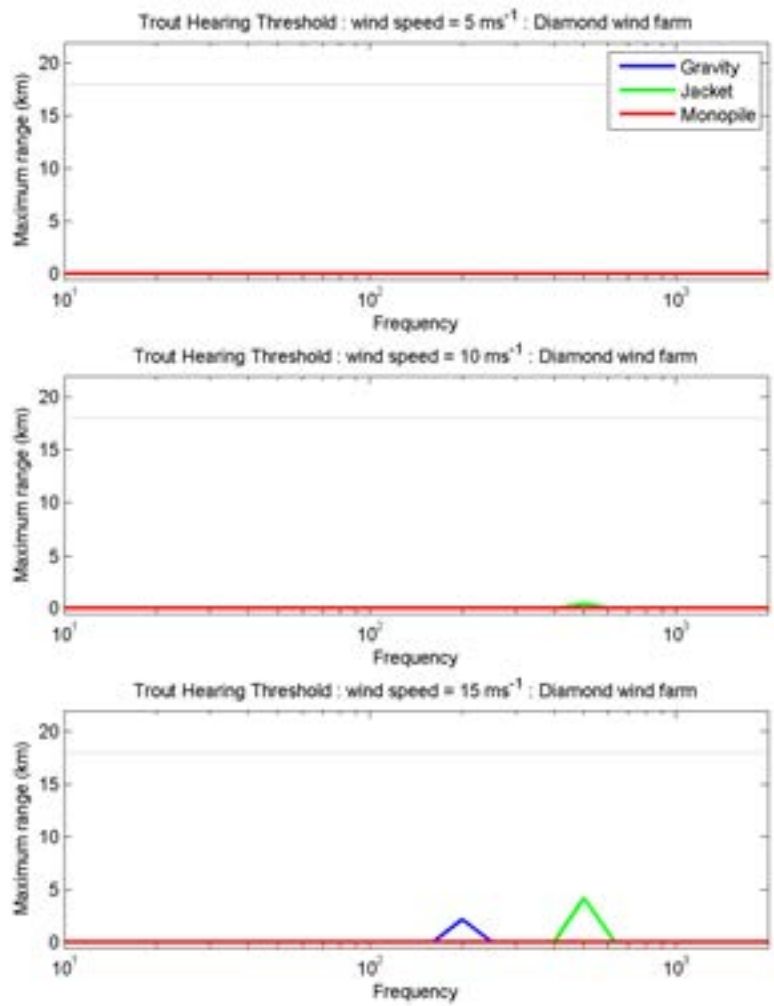 Trout Hearing Threshold : wind speed = 5 ms⁻¹ : Diamond wind farm
20
15
10
5
0
Maximum range (km)
Gravity
Jacket
Monopile
10¹ 10² 10³
Frequency
Trout Hearing Threshold : wind speed = 10 ms⁻¹ : Diamond wind farm
20
15
10
5
0
Maximum range (km)
10¹ 10² 10³
Frequency
Trout Hearing Threshold : wind speed = 15 ms⁻¹ : Diamond wind farm
20
15
10
5
0
Maximum range (km)
10¹ 10² 10³
Frequency